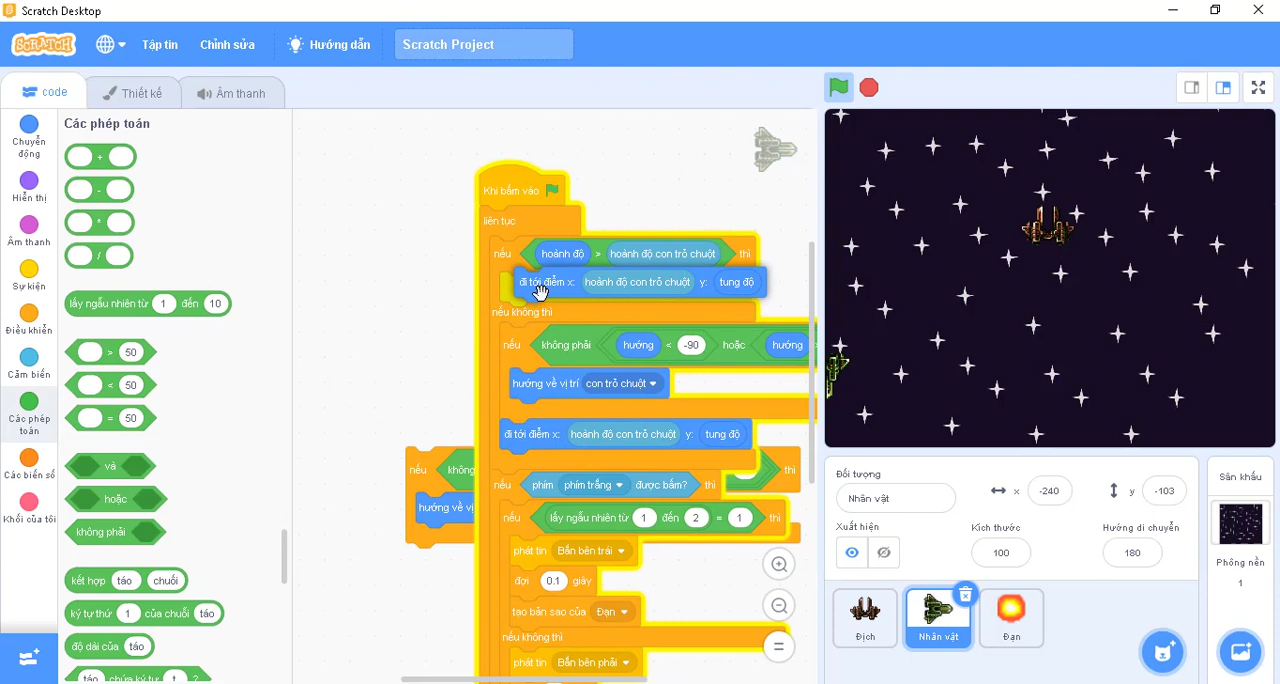 Scratch Desktop
SCRATCH Tập tin Chỉnh sửa Hướng dẫn Scratch Project
code Thiết kế Âm thanh
Chuyển động
Hiển thị
Âm thanh
Sự kiện
Điều khiển
Cảm biến
Các phép toán
Các biến số
Khối của tôi
Các phép toán
+
-
*
/
lấy ngẫu nhiên từ 1 đến 10
> 50
< 50
= 50
và
hoặc
không phải
kết hợp táo chuối
ký tự thứ 1 của chuỗi táo
độ dài của táo
táo chứa ký tự t ?
Khi bấm vào
liên tục
nếu hoành độ > hoành độ con trỏ chuột thì
đi tới điểm x: hoành độ con trỏ chuột y: tung độ
nếu không thì
nếu không phải hướng < -90 hoặc hướng
hướng về vị trí con trỏ chuột
đi tới điểm x: hoành độ con trỏ chuột y: tung độ
nếu không thì
hướng về vị
nếu phím phím trắng được bấm? thì
nếu lấy ngẫu nhiên từ 1 đến 2 = 1 thì
phát tin Bắn bên trái
đợi 0.1 giây
tạo bản sao của Đạn
nếu không thì
phát tin Bắn bên phải
Đối tượng
Nhân vật x -240 y -103
Xuất hiện Kích thước Hướng di chuyển
100 180
Địch
Nhân vật
Đạn
Sân khấu
Phông nền
1